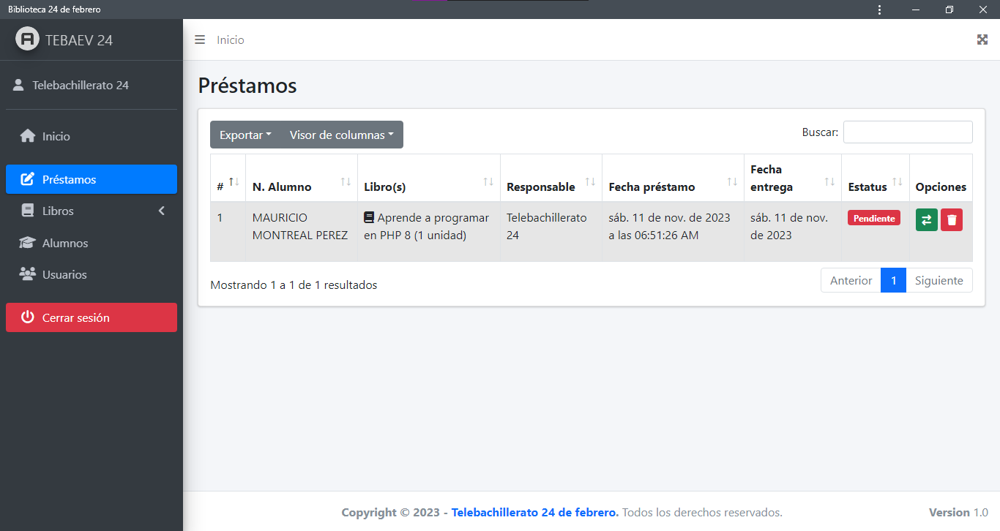 Biblioteca 24 de febrero
TEBAEV 24
Inicio
Telebachillerato 24
Inicio
Préstamos
Libros
Alumnos
Usuarios
Cerrar sesión
Préstamos
Exportar Visor de columnas
Buscar:
# N. Alumno Libro(s) Responsable Fecha préstamo Fecha
entrega Estatus Opciones
1 MAURICIO Aprende a programar Telebachillerato sáb. 11 de nov. de 2023 sáb. 11 de nov. Pendiente
MONTREAL PEREZ en PHP 8 (1 unidad) 24 a las 06:51:26 AM de 2023
Mostrando 1 a 1 de 1 resultados
Anterior 1 Siguiente
Copyright © 2023 - Telebachillerato 24 de febrero. Todos los derechos reservados.
Version 1.0